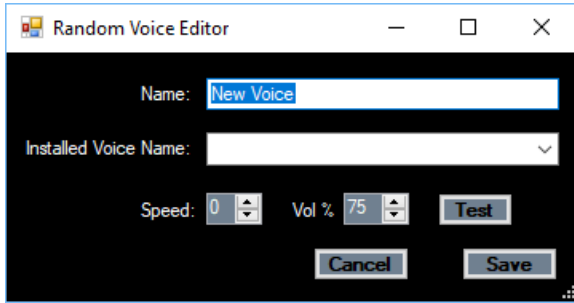 Random Voice Editor
Name: New Voice
Installed Voice Name:
Speed: 0 Vol % 75 Test
Cancel Save